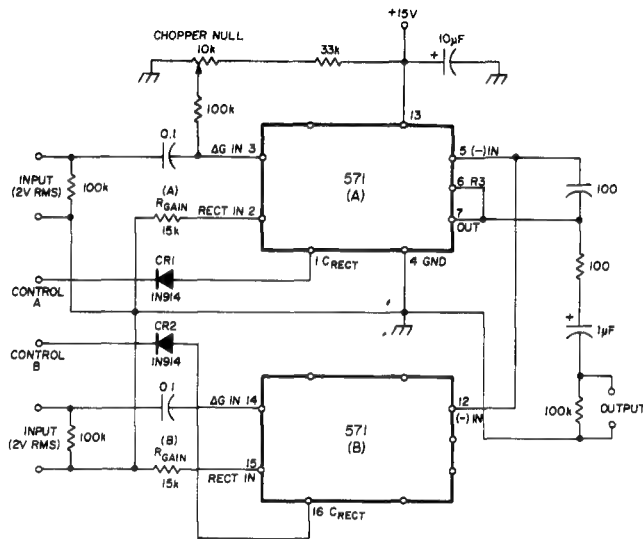 +15V
CHOPPER NULL
10k
33k
10µF
+
100k
13
0.1
ΔG IN 3
5 (-)IN
INPUT
(2V RMS)
100k
571
(A)
6 R3
100
(A)
RGAIN
RECT IN 2
7
OUT
15k
1 CRECT
4 GND
100
CONTROL
A
CR1
1N914
CR2
+
1µF
CONTROL
B
1N914
0.1
ΔG IN 14
12
(-)IN
100k
OUTPUT
INPUT
(2V RMS)
100k
571
(B)
(B)
RGAIN
15
RECT IN
15k
16 CRECT